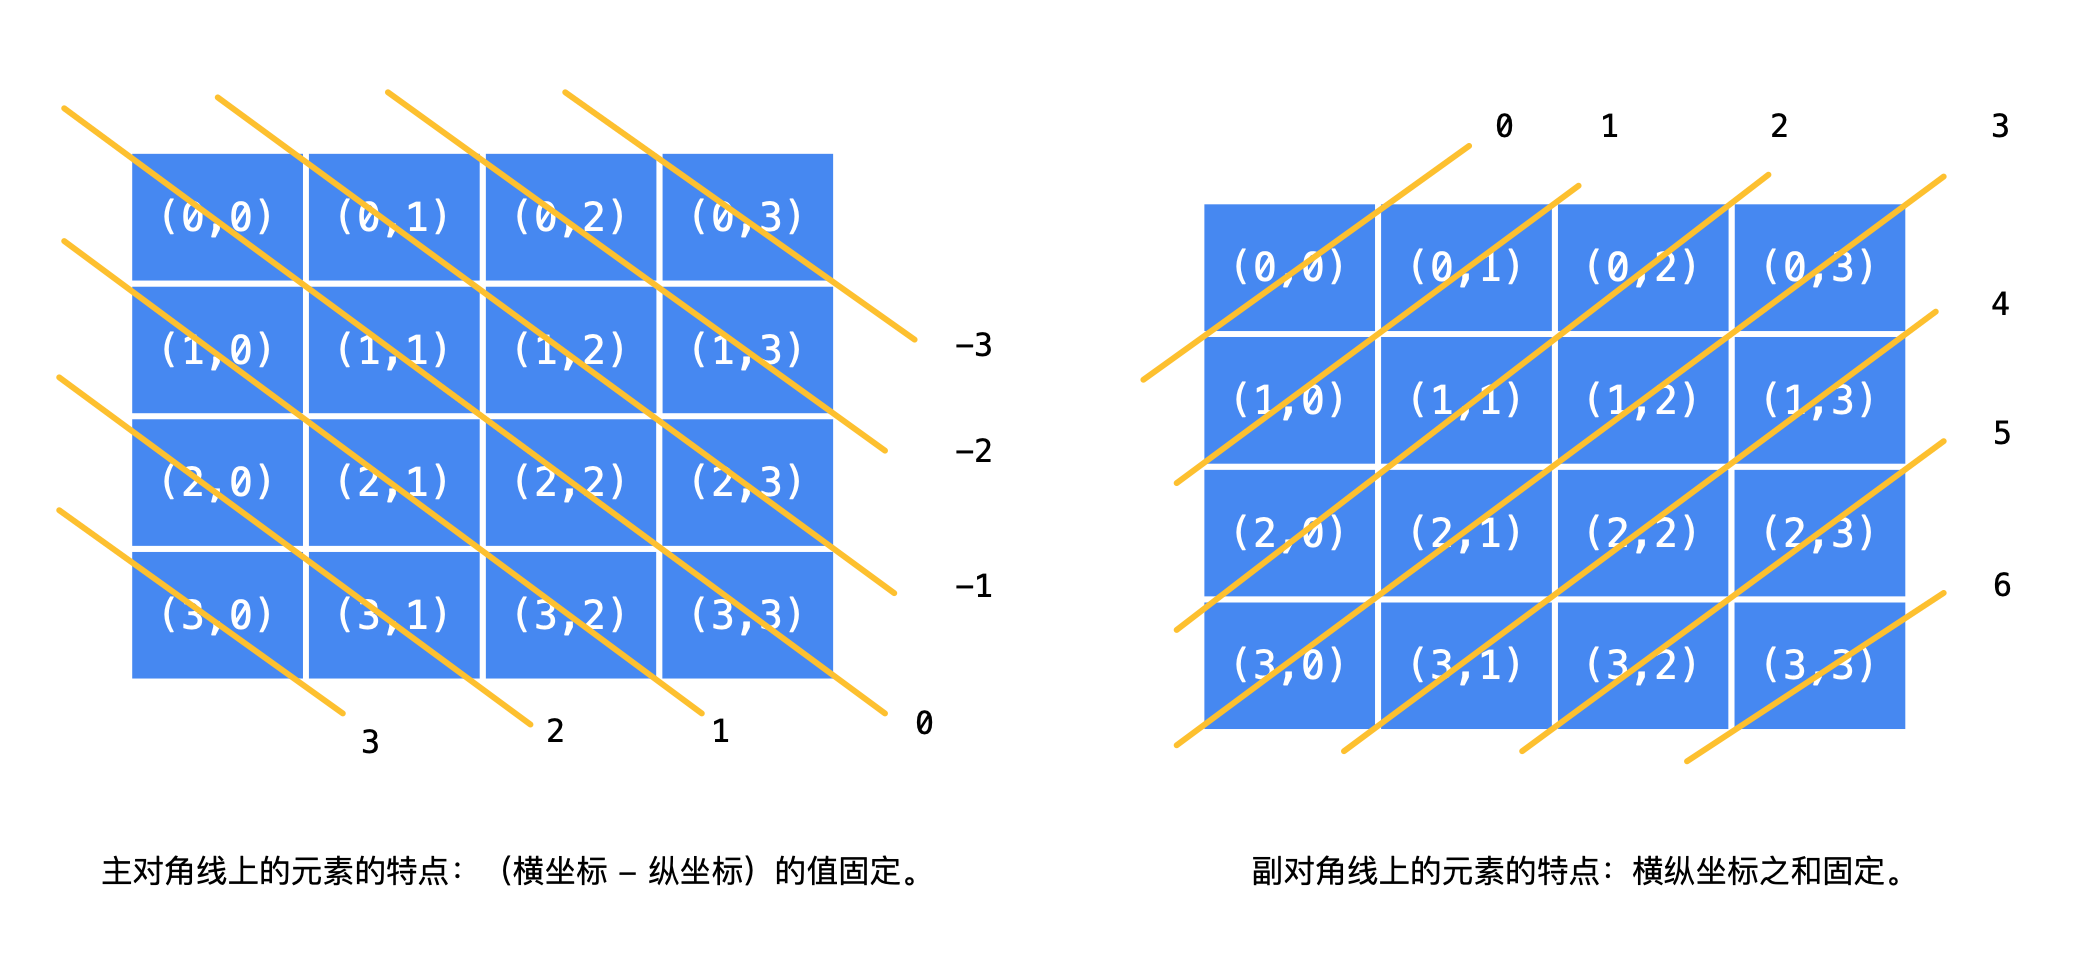 (0,0) (0,1) (0,2) (0,3)
-3
(1,0) (1,1) (1,2) (1,3)
-2
(2,0) (2,1) (2,2) (2,3)
-1
(3,0) (3,1) (3,2) (3,3)
3 2 1 0
主对角线上的元素的特点：（横坐标 - 纵坐标）的值固定。
0 1 2 3
(0,0) (0,1) (0,2) (0,3)
4
(1,0) (1,1) (1,2) (1,3)
5
(2,0) (2,1) (2,2) (2,3)
6
(3,0) (3,1) (3,2) (3,3)
副对角线上的元素的特点：横纵坐标之和固定。